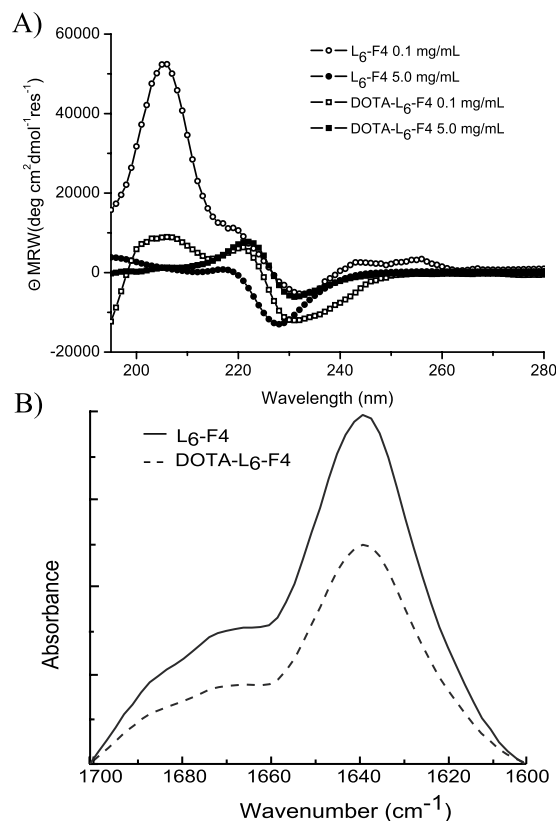 A)
60000
40000
20000
0
-20000
Θ MRW(deg cm²dmol⁻¹res⁻¹)
L₆-F4 0.1 mg/mL
L₆-F4 5.0 mg/mL
DOTA-L₆-F4 0.1 mg/mL
DOTA-L₆-F4 5.0 mg/mL
200 220 240 260 280
Wavelength (nm)
B)
L₆-F4
DOTA-L₆-F4
Absorbance
1700 1680 1660 1640 1620 1600
Wavenumber (cm⁻¹)